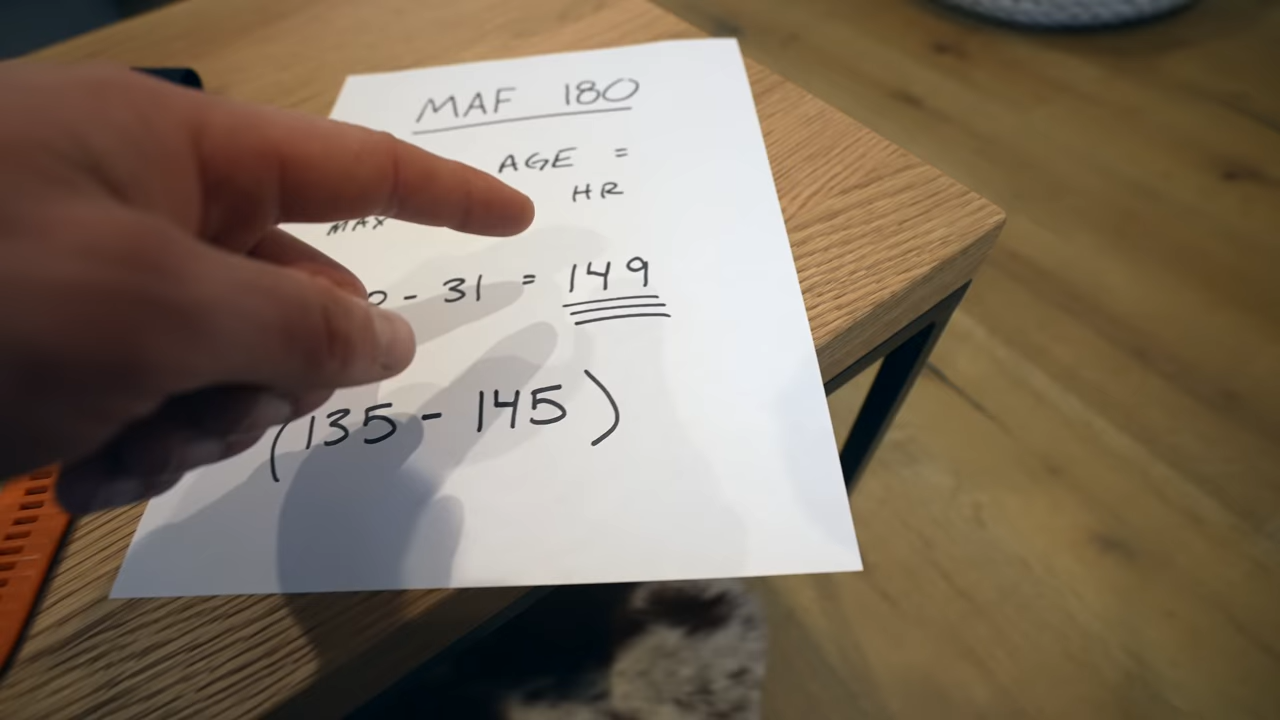 MAF 180
AGE =
MAX HR
- 31 = 149
(135 - 145)